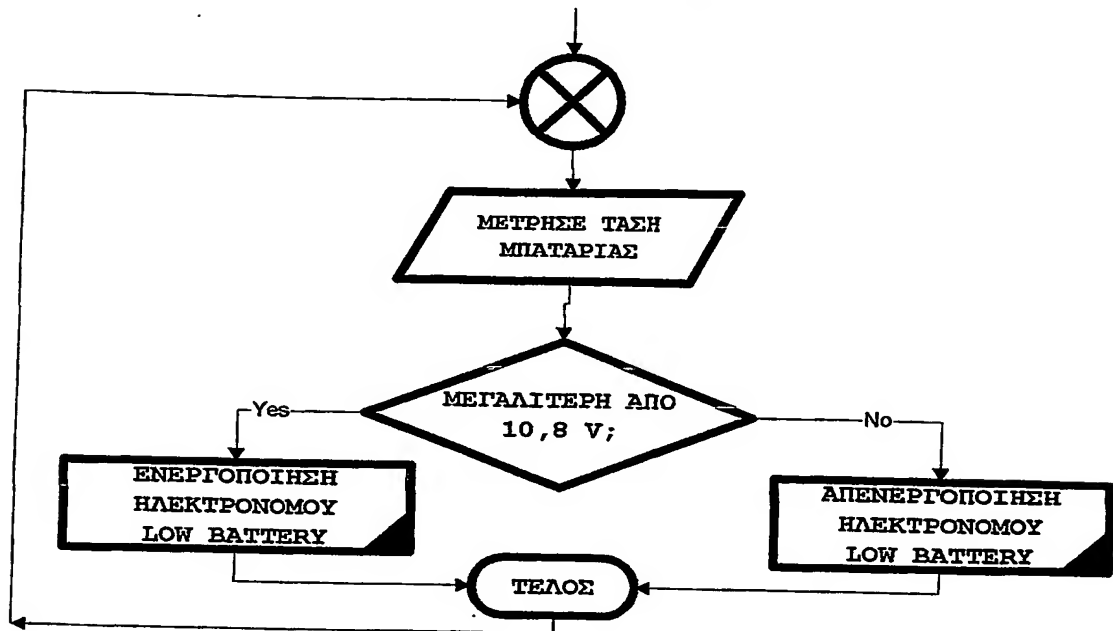 ΜΕΤΡΗΣΕ ΤΑΣΗ
ΜΠΑΤΑΡΙΑΣ
ΜΕΓΑΛΙΤΕΡΗ ΑΠΟ
10,8 V;
Yes
No
ΕΝΕΡΓΟΠΟΙΗΣΗ
ΗΛΕΚΤΡΟΝΟΜΟΥ
LOW BATTERY
ΑΠΕΝΕΡΓΟΠΟΙΗΣΗ
ΗΛΕΚΤΡΟΝΟΜΟΥ
LOW BATTERY
ΤΕΛΟΣ